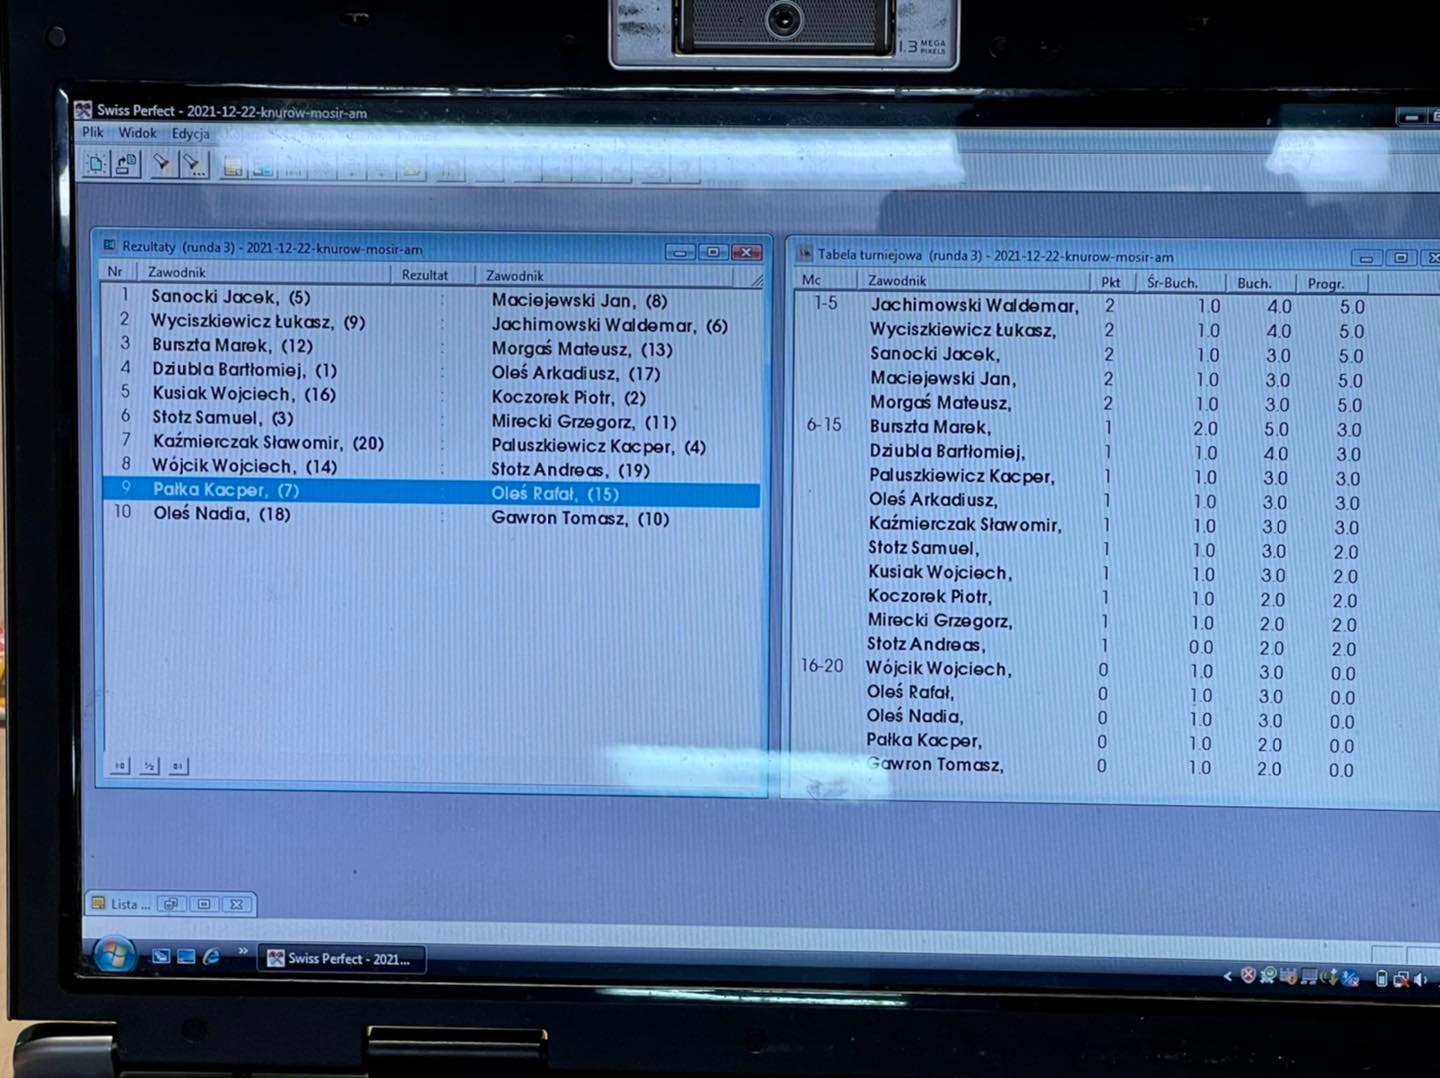 1.3 MEGA PIXELS
Swiss Perfect - 2021-12-22-knurow-mosir-am
Plik Widok Edycja
Rezultaty (runda 3) - 2021-12-22-knurow-mosir-am
Nr Zawodnik Rezultat Zawodnik
1 Sanocki Jacek, (5) : Maciejewski Jan, (8)
2 Wyciszkiewicz Łukasz, (9) : Jachimowski Waldemar, (6)
3 Burszta Marek, (12) : Morgaś Mateusz, (13)
4 Dziubla Bartłomiej, (1) : Oleś Arkadiusz, (17)
5 Kusiak Wojciech, (16) : Koczorek Piotr, (2)
6 Stotz Samuel, (3) : Mirecki Grzegorz, (11)
7 Kaźmierczak Sławomir, (20) : Paluszkiewicz Kacper, (4)
8 Wójcik Wojciech, (14) : Stotz Andreas, (19)
9 Pałka Kacper, (7) : Oleś Rafał, (15)
10 Oleś Nadia, (18) : Gawron Tomasz, (10)
Tabela turniejowa (runda 3) - 2021-12-22-knurow-mosir-am
Mc Zawodnik Pkt Śr-Buch. Buch. Progr.
1-5 Jachimowski Waldemar, 2 1.0 4.0 5.0
Wyciszkiewicz Łukasz, 2 1.0 4.0 5.0
Sanocki Jacek, 2 1.0 3.0 5.0
Maciejewski Jan, 2 1.0 3.0 5.0
Morgaś Mateusz, 2 1.0 3.0 5.0
6-15 Burszta Marek, 1 2.0 5.0 3.0
Dziubla Bartłomiej, 1 1.0 4.0 3.0
Paluszkiewicz Kacper, 1 1.0 3.0 3.0
Oleś Arkadiusz, 1 1.0 3.0 3.0
Kaźmierczak Sławomir, 1 1.0 3.0 3.0
Stotz Samuel, 1 1.0 3.0 2.0
Kusiak Wojciech, 1 1.0 3.0 2.0
Koczorek Piotr, 1 1.0 2.0 2.0
Mirecki Grzegorz, 1 1.0 2.0 2.0
Stotz Andreas, 1 0.0 2.0 2.0
16-20 Wójcik Wojciech, 0 1.0 3.0 0.0
Oleś Rafał, 0 1.0 3.0 0.0
Oleś Nadia, 0 1.0 3.0 0.0
Pałka Kacper, 0 1.0 2.0 0.0
Gawron Tomasz, 0 1.0 2.0 0.0
Lista ...
Swiss Perfect - 2021...